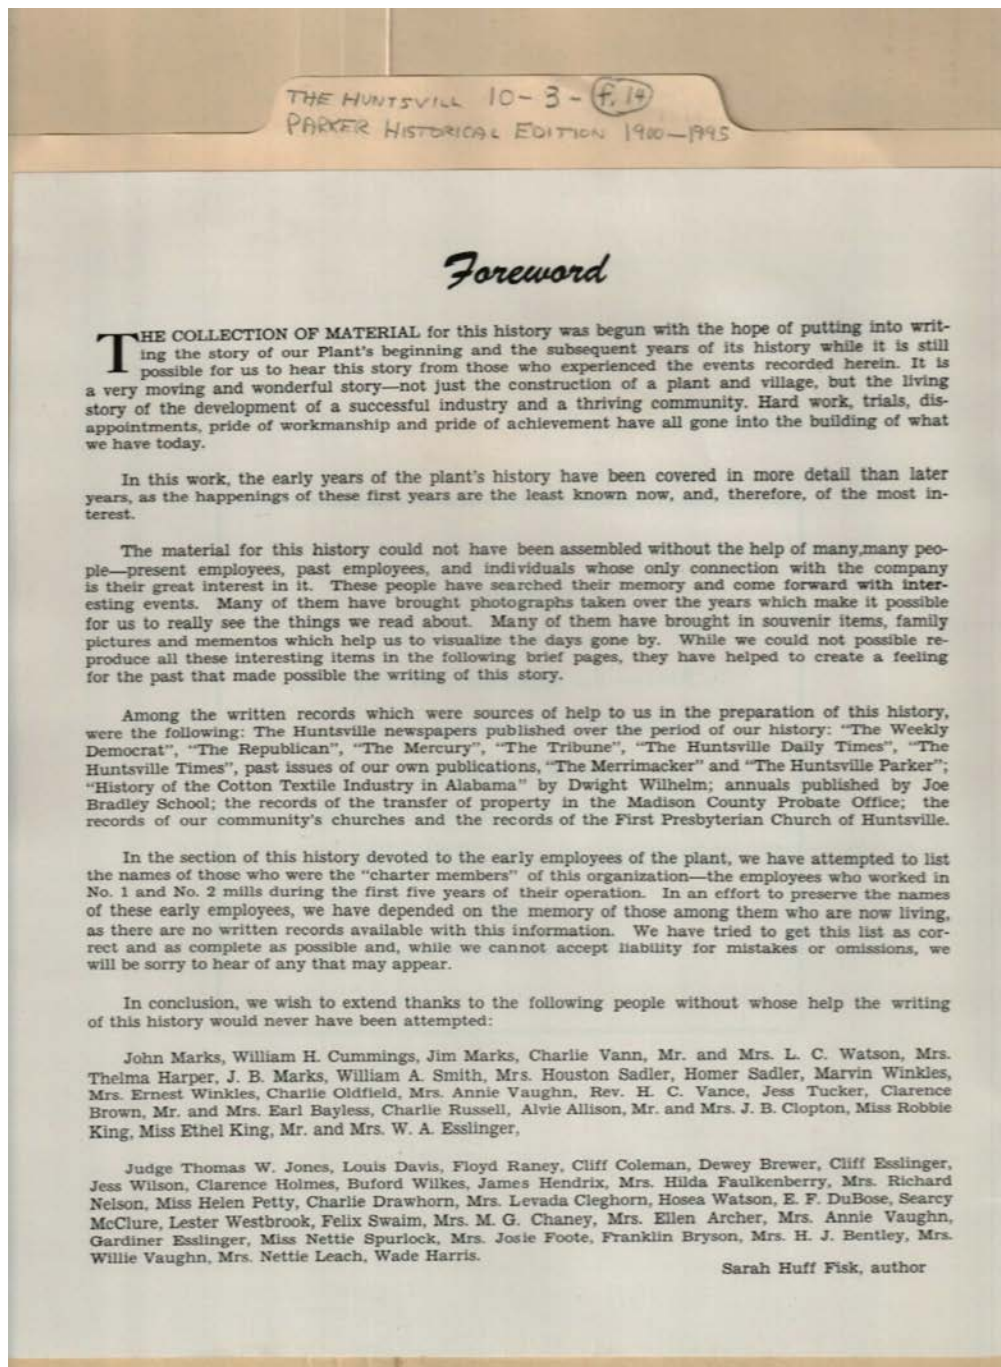 THE HUNTSVILL 10-3-f.14
PARKER HISTORICAL EDITION 1900-1995
Foreword
THE COLLECTION OF MATERIAL for this history was begun with the hope of putting into writ-
ing the story of our Plant's beginning and the subsequent years of its history while it is still
possible for us to hear this story from those who experienced the events recorded herein. It is
a very moving and wonderful story—not just the construction of a plant and village, but the living
story of the development of a successful industry and a thriving community. Hard work, trials, dis-
appointments, pride of workmanship and pride of achievement have all gone into the building of what
we have today.
In this work, the early years of the plant's history have been covered in more detail than later
years, as the happenings of these first years are the least known now, and, therefore, of the most in-
terest.
The material for this history could not have been assembled without the help of many,many peo-
ple—present employees, past employees, and individuals whose only connection with the company
is their great interest in it. These people have searched their memory and come forward with inter-
esting events. Many of them have brought photographs taken over the years which make it possible
for us to really see the things we read about. Many of them have brought in souvenir items, family
pictures and mementos which help us to visualize the days gone by. While we could not possible re-
produce all these interesting items in the following brief pages, they have helped to create a feeling
for the past that made possible the writing of this story.
Among the written records which were sources of help to us in the preparation of this history,
were the following: The Huntsville newspapers published over the period of our history: "The Weekly
Democrat", "The Republican", "The Mercury", "The Tribune", "The Huntsville Daily Times", "The
Huntsville Times", past issues of our own publications, "The Merrimacker" and "The Huntsville Parker";
"History of the Cotton Textile Industry in Alabama" by Dwight Wilhelm; annuals published by Joe
Bradley School; the records of the transfer of property in the Madison County Probate Office; the
records of our community's churches and the records of the First Presbyterian Church of Huntsville.
In the section of this history devoted to the early employees of the plant, we have attempted to list
the names of those who were the "charter members" of this organization—the employees who worked in
No. 1 and No. 2 mills during the first five years of their operation. In an effort to preserve the names
of these early employees, we have depended on the memory of those among them who are now living,
as there are no written records available with this information. We have tried to get this list as cor-
rect and as complete as possible and, while we cannot accept liability for mistakes or omissions, we
will be sorry to hear of any that may appear.
In conclusion, we wish to extend thanks to the following people without whose help the writing
of this history would never have been attempted:
John Marks, William H. Cummings, Jim Marks, Charlie Vann, Mr. and Mrs. L. C. Watson, Mrs.
Thelma Harper, J. B. Marks, William A. Smith, Mrs. Houston Sadler, Homer Sadler, Marvin Winkles,
Mrs. Ernest Winkles, Charlie Oldfield, Mrs. Annie Vaughn, Rev. H. C. Vance, Jess Tucker, Clarence
Brown, Mr. and Mrs. Earl Bayless, Charlie Russell, Alvie Allison, Mr. and Mrs. J. B. Clopton, Miss Robbie
King, Miss Ethel King, Mr. and Mrs. W. A. Esslinger,
Judge Thomas W. Jones, Louis Davis, Floyd Raney, Cliff Coleman, Dewey Brewer, Cliff Esslinger,
Jess Wilson, Clarence Holmes, Buford Wilkes, James Hendrix, Mrs. Hilda Faulkenberry, Mrs. Richard
Nelson, Miss Helen Petty, Charlie Drawhorn, Mrs. Levada Cleghorn, Hosea Watson, E. F. DuBose, Searcy
McClure, Lester Westbrook, Felix Swaim, Mrs. M. G. Chaney, Mrs. Ellen Archer, Mrs. Annie Vaughn,
Gardiner Esslinger, Miss Nettie Spurlock, Mrs. Josie Foote, Franklin Bryson, Mrs. H. J. Bentley, Mrs.
Willie Vaughn, Mrs. Nettie Leach, Wade Harris.
Sarah Huff Fisk, author